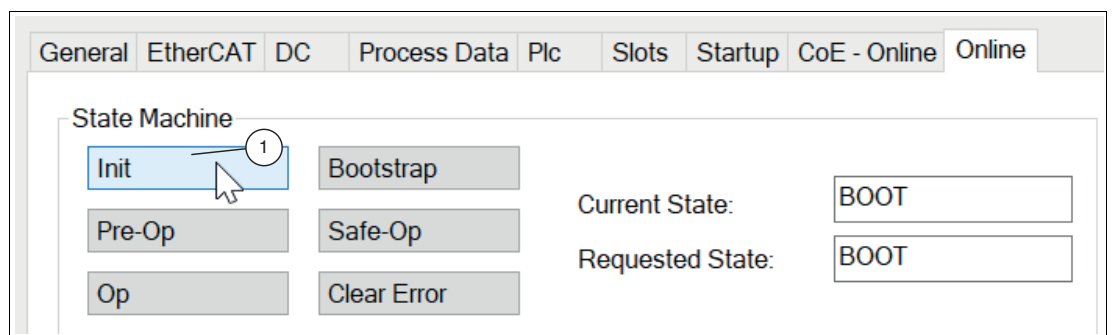 General EtherCAT DC Process Data Plc Slots Startup CoE - Online Online
State Machine
1
Init Bootstrap
Current State: BOOT
Pre-Op Safe-Op
Requested State: BOOT
Op Clear Error